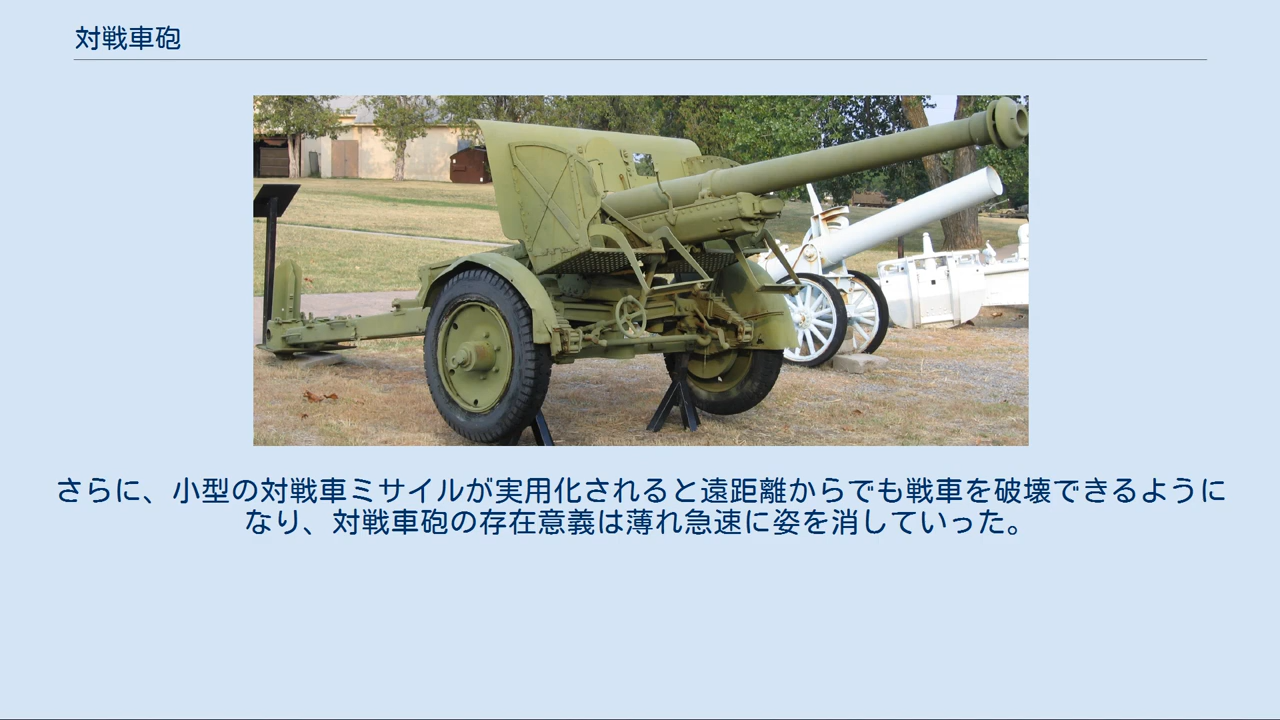 対戦車砲
さらに、小型の対戦車ミサイルが実用化されると遠距離からでも戦車を破壊できるように
なり、対戦車砲の存在意義は薄れ急速に姿を消していった。